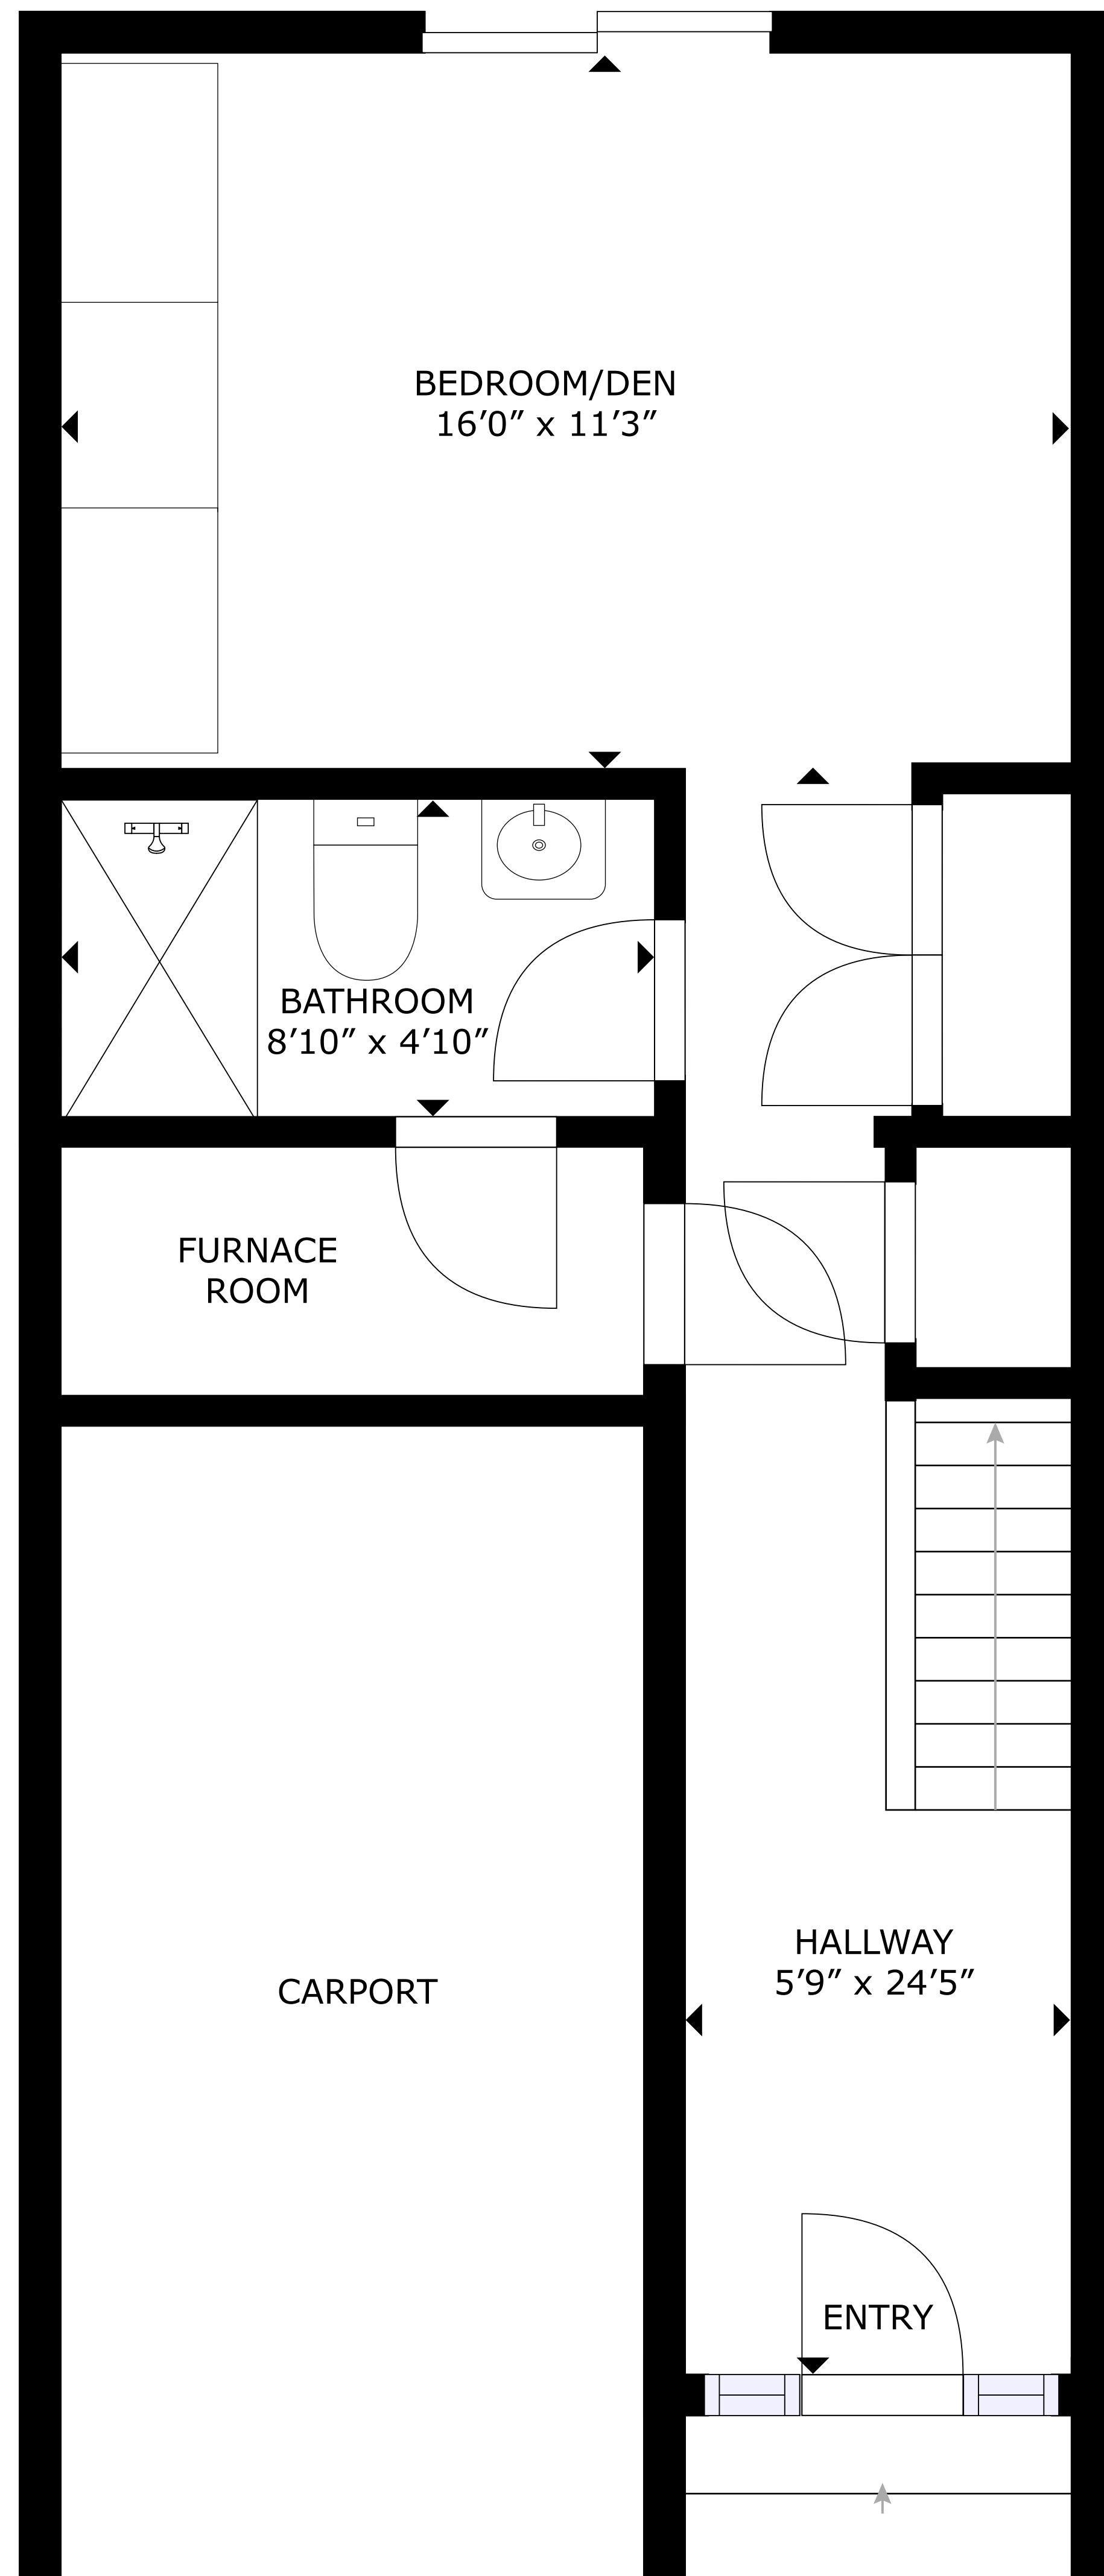 BEDROOM/DEN
16’0” x 11’3”
BATHROOM
8’10” x 4’10”
FURNACE
ROOM
CARPORT
HALLWAY
5’9” x 24’5”
ENTRY